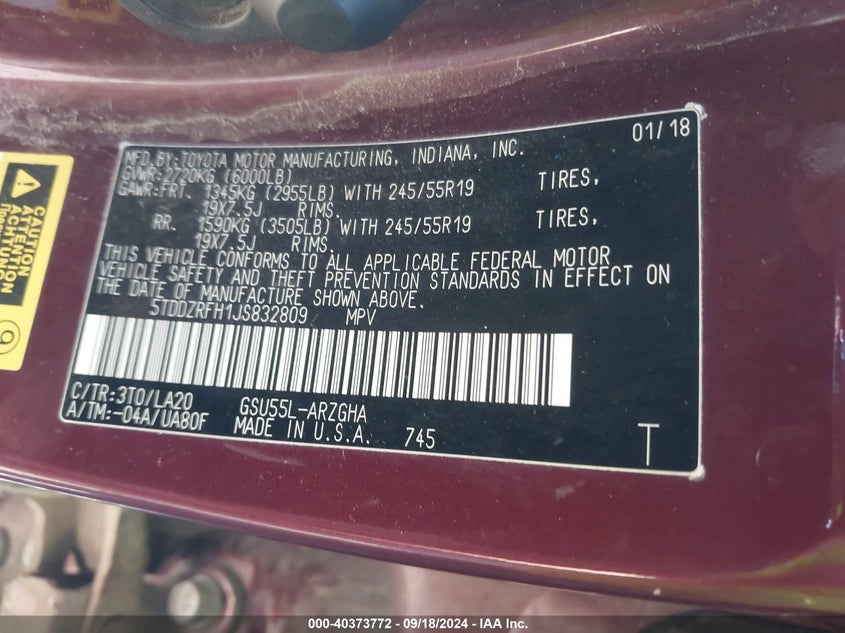 01/18
MFD.BY:TOYOTA MOTOR MANUFACTURING, INDIANA, INC.
GVWR:2720KG (6000LB)
GAWR:FRT. 1345KG (2955LB) WITH 245/55R19 TIRES,
19X7.5J RIMS.
RR. 1590KG (3505LB) WITH 245/55R19 TIRES,
19X7.5J RIMS.
THIS VEHICLE CONFORMS TO ALL APPLICABLE FEDERAL MOTOR
VEHICLE SAFETY AND THEFT PREVENTION STANDARDS IN EFFECT ON
THE DATE OF MANUFACTURE SHOWN ABOVE.
5TDDZRFH1JS832809 MPV
C/TR:3T0/LA20
A/TM:-04A/UA80F
GSU55L-ARZGHA
MADE IN U.S.A. 745
T
CAUTION
ATTENTION
ACHTUNG
9
000-40373772 - 09/18/2024 - IAA Inc.